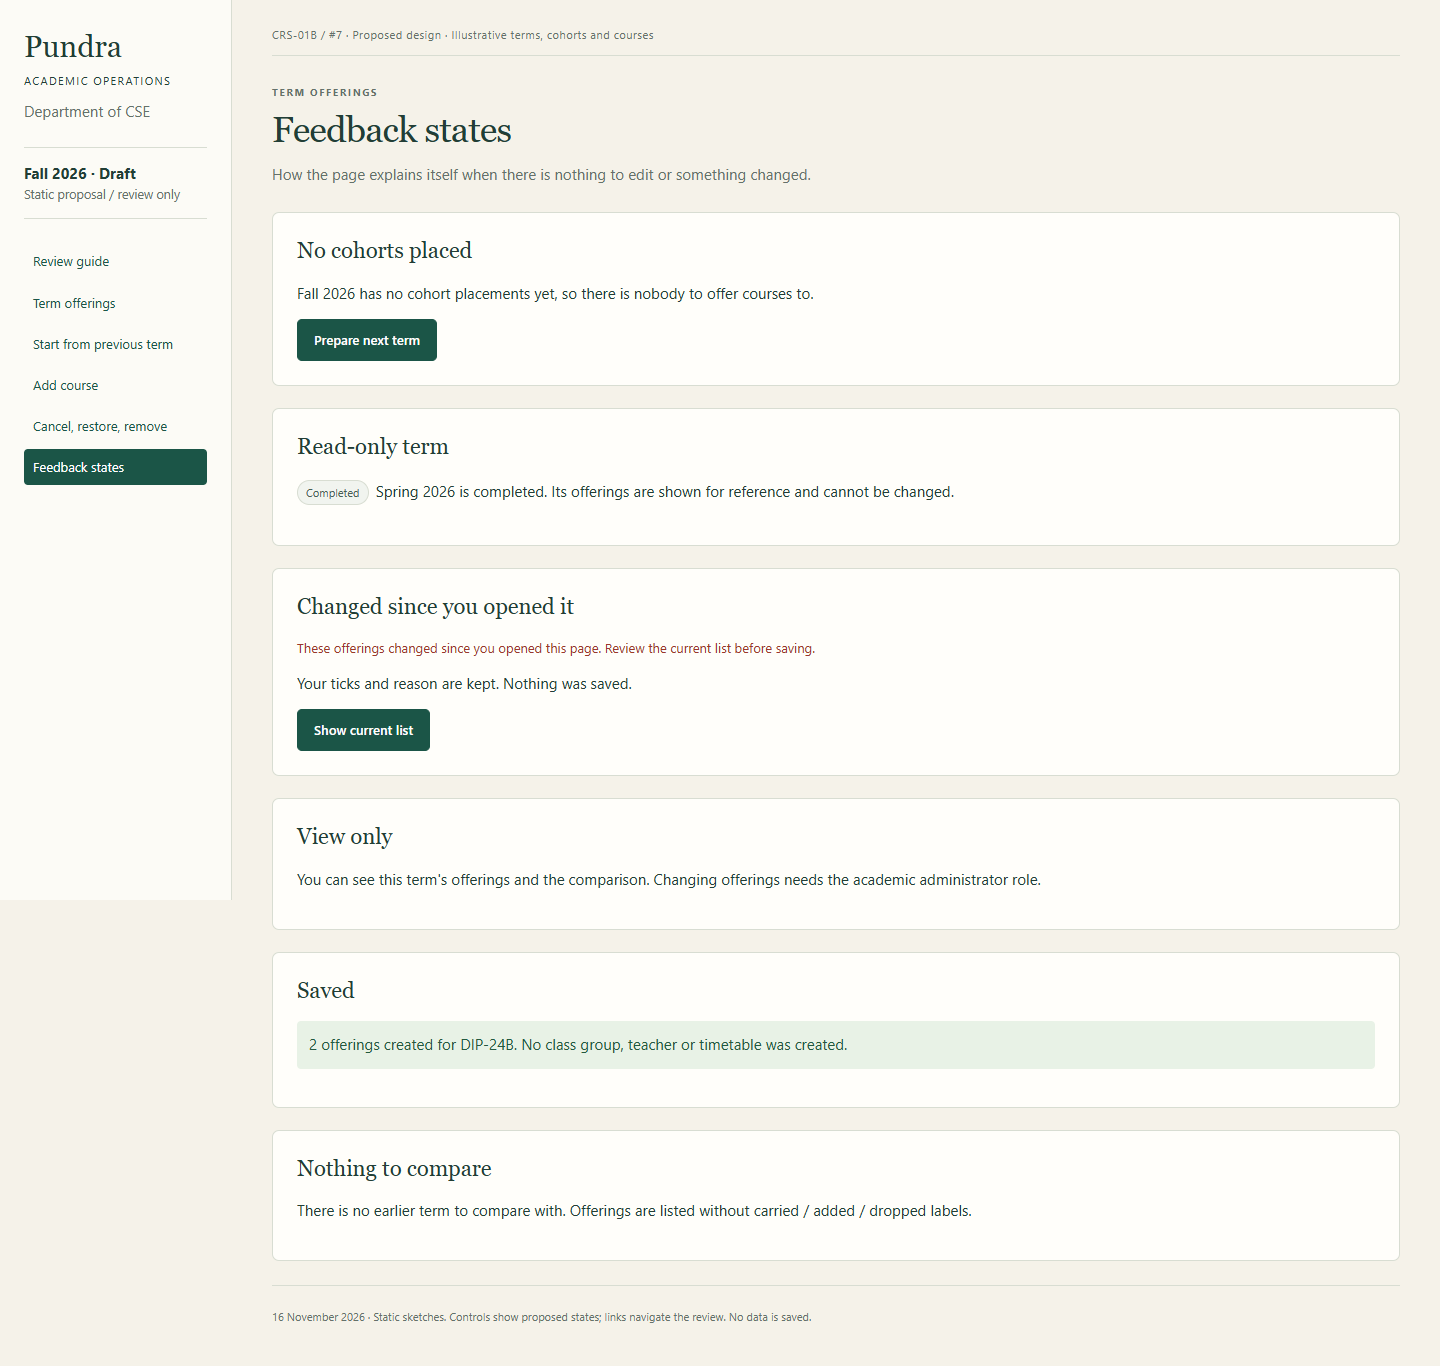 Pundra
ACADEMIC OPERATIONS
Department of CSE
Fall 2026 · Draft
Static proposal / review only
Review guide
Term offerings
Start from previous term
Add course
Cancel, restore, remove
Feedback states
CRS-01B / #7 · Proposed design · Illustrative terms, cohorts and courses
TERM OFFERINGS
Feedback states
How the page explains itself when there is nothing to edit or something changed.
No cohorts placed
Fall 2026 has no cohort placements yet, so there is nobody to offer courses to.
Prepare next term
Read-only term
Completed Spring 2026 is completed. Its offerings are shown for reference and cannot be changed.
Changed since you opened it
These offerings changed since you opened this page. Review the current list before saving.
Your ticks and reason are kept. Nothing was saved.
Show current list
View only
You can see this term's offerings and the comparison. Changing offerings needs the academic administrator role.
Saved
2 offerings created for DIP-24B. No class group, teacher or timetable was created.
Nothing to compare
There is no earlier term to compare with. Offerings are listed without carried / added / dropped labels.
16 November 2026 · Static sketches. Controls show proposed states; links navigate the review. No data is saved.